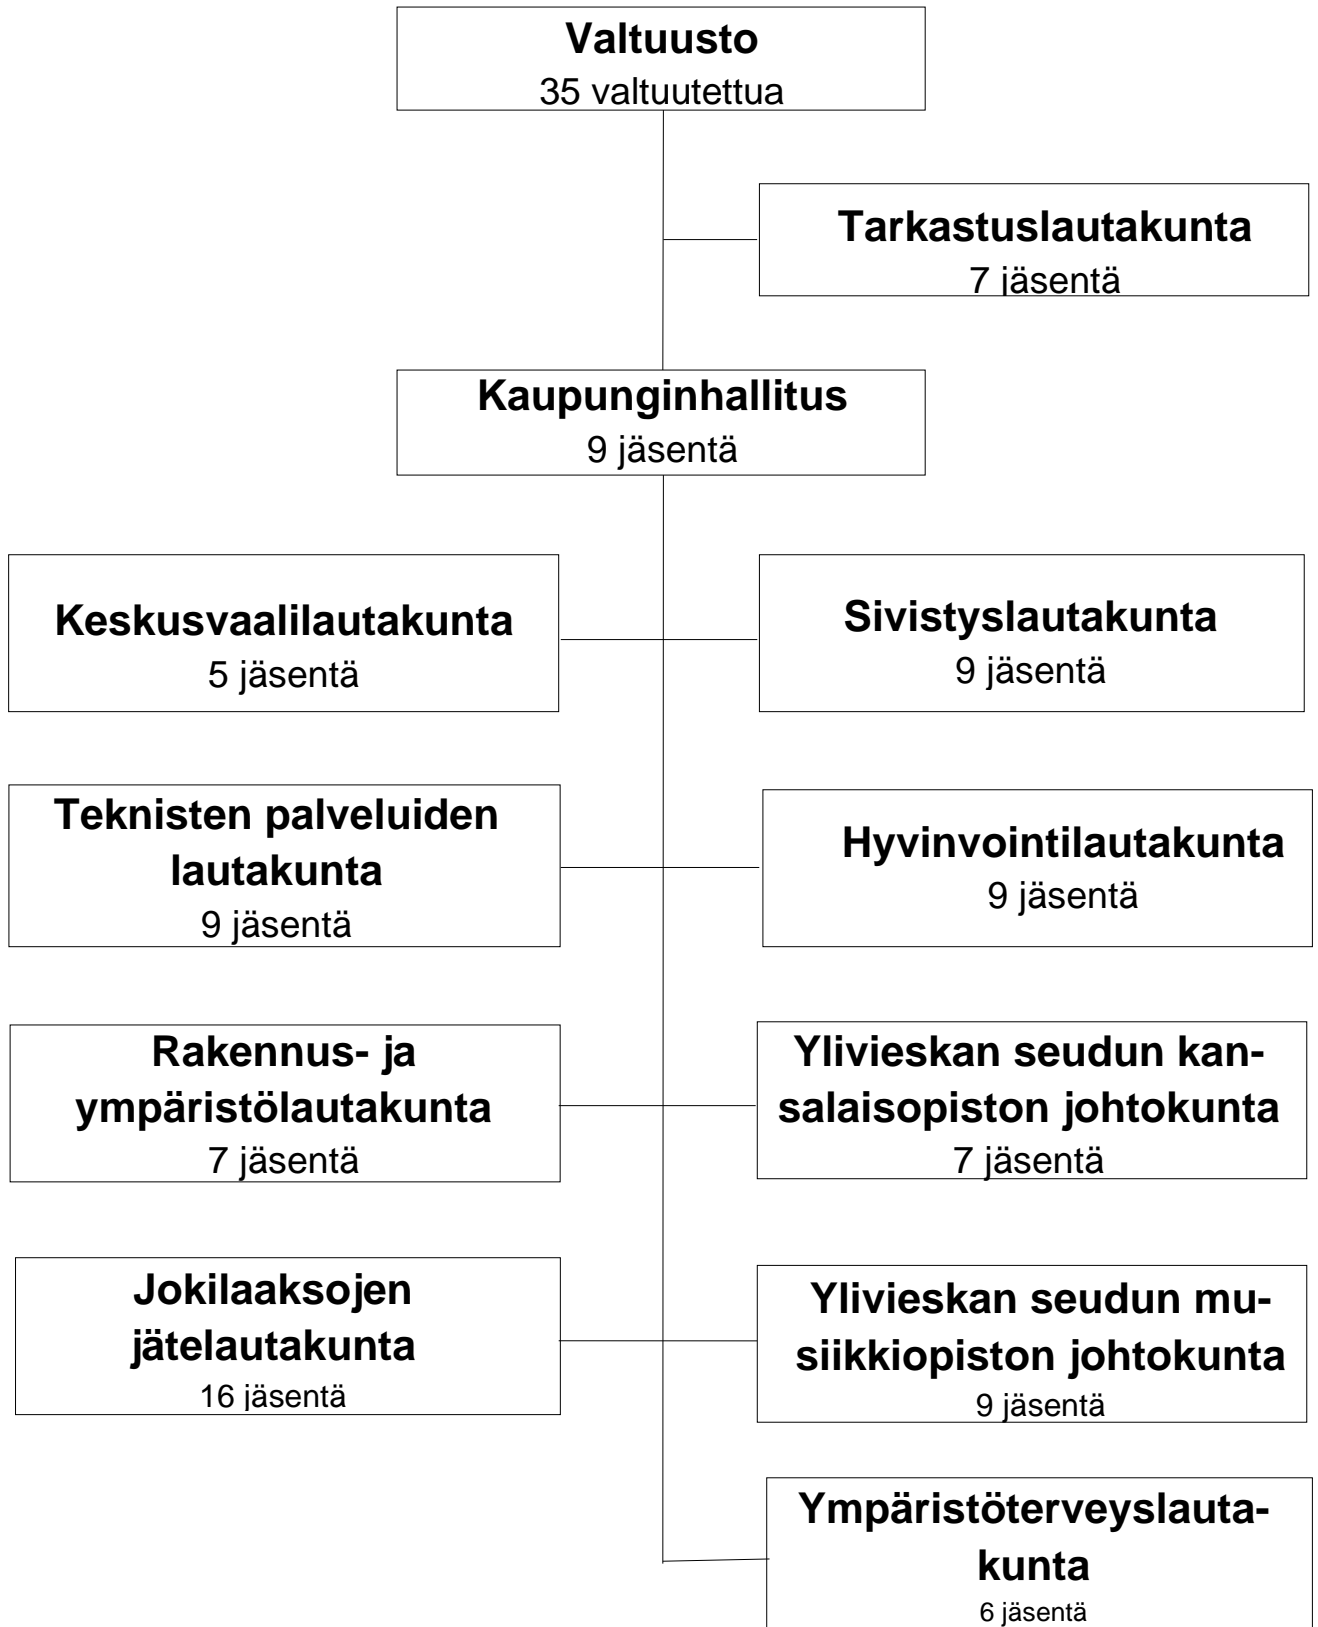 Valtuusto
35 valtuutettua
Tarkastuslautakunta
7 jäsentä
Kaupunginhallitus
9 jäsentä
Keskusvaalilautakunta
5 jäsentä
Sivistyslautakunta
9 jäsentä
Teknisten palveluiden
lautakunta
9 jäsentä
Hyvinvointilautakunta
9 jäsentä
Rakennus- ja
ympäristölautakunta
7 jäsentä
Ylivieskan seudun kan-
salaisopiston johtokunta
7 jäsentä
Jokilaaksojen
jätelautakunta
16 jäsentä
Ylivieskan seudun mu-
siikkiopiston johtokunta
9 jäsentä
Ympäristöterveyslauta-
kunta
6 jäsentä